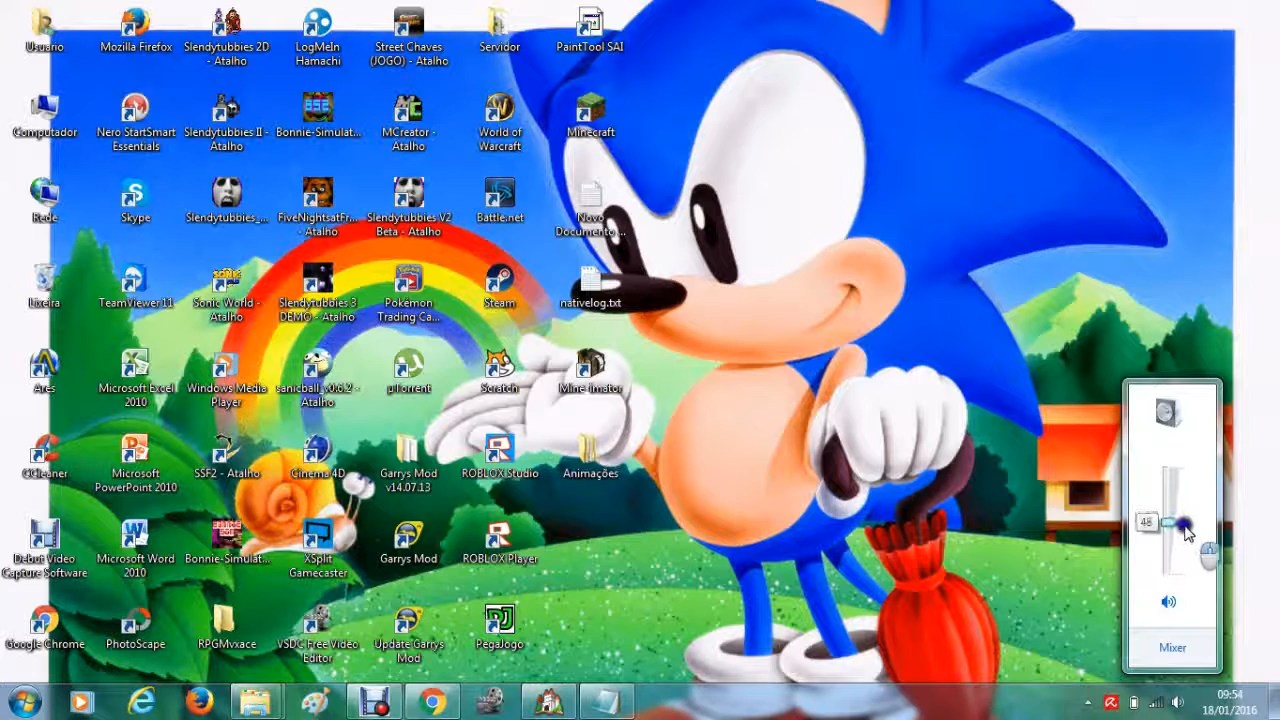 Usuario
Mozilla Firefox
Slendytubbies 2D
- Atalho
LogMeIn
Hamachi
Street Chaves
(JOGO) - Atalho
Servidor
PaintTool SAI
Computador
Nero StartSmart
Essentials
Slendytubbies II -
Atalho
Bonnie-Simulat...
MCreator -
Atalho
World of
Warcraft
Minecraft
Rede
Skype
Slendytubbies_...
FiveNightsatFr...
- Atalho
Slendytubbies V2
Beta - Atalho
Battle.net
Novo
Documento ...
Lixeira
TeamViewer 11
Sonic World -
Atalho
Slendytubbies 3
DEMO - Atalho
Pokémon
Trading Ca...
Steam
nativelog.txt
Ares
Microsoft Excel
2010
Windows Media
Player
sanicball_v0.6.2 -
Atalho
µTorrent
Scratch
Mine-imator
CCleaner
Microsoft
PowerPoint 2010
SSF2 - Atalho
Cinema 4D
Garrys Mod
v14.07.13
ROBLOX Studio
Animações
Debut Video
Capture Software
Microsoft Word
2010
Bonnie-Simulat...
XSplit
Gamecaster
Garrys Mod
ROBLOX Player
Google Chrome
PhotoScape
RPGMvxace
VSDC Free Video
Editor
Update Garrys
Mod
PegaJogo
48
Mixer
09:54
18/01/2016